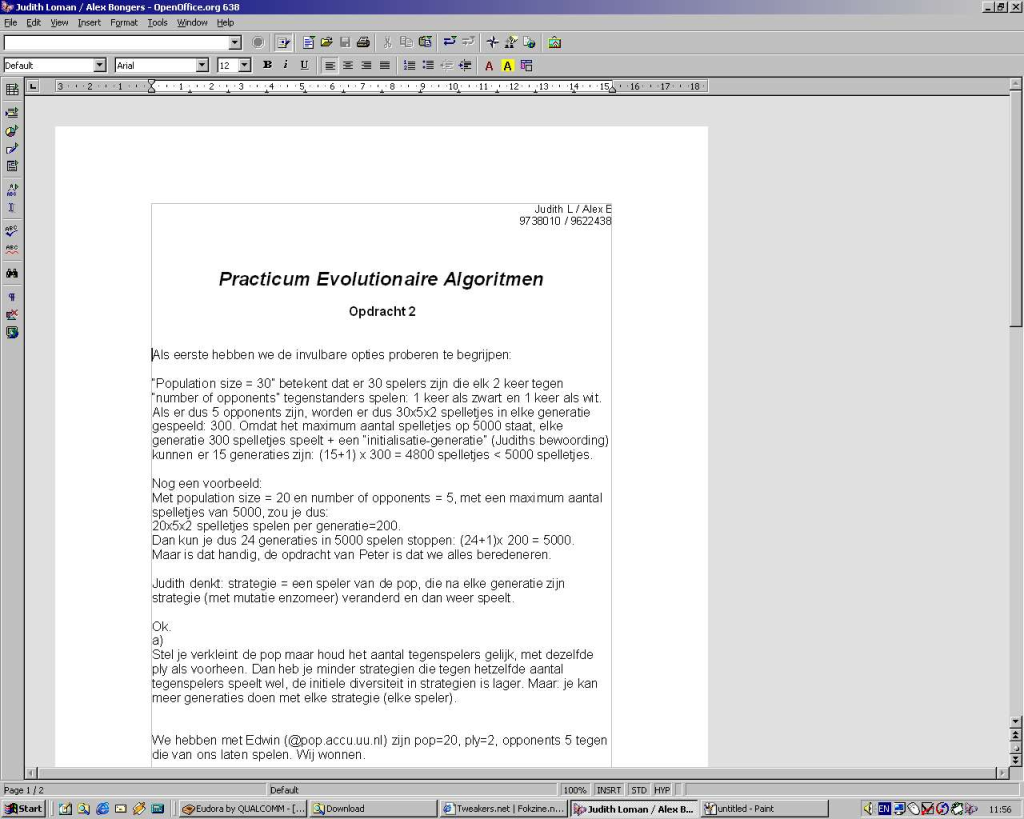 Judith Loman / Alex Bongers - OpenOffice.org 638
File Edit View Insert Format Tools Window Help
Default Arial 12 B i U A A
3 2 1 1 2 3 4 5 6 7 8 9 10 11 12 13 14 15 16 17 18
Judith L / Alex B
9738010 / 9622438
Practicum Evolutionaire Algoritmen
Opdracht 2
Als eerste hebben we de invulbare opties proberen te begrijpen:
"Population size = 30" betekent dat er 30 spelers zijn die elk 2 keer tegen
"number of opponents" tegenstanders spelen: 1 keer als zwart en 1 keer als wit.
Als er dus 5 opponents zijn, worden er dus 30x5x2 spelletjes in elke generatie
gespeeld: 300. Omdat het maximum aantal spelletjes op 5000 staat, elke
generatie 300 spelletjes speelt + een "initialisatie-generatie" (Judiths bewoording)
kunnen er 15 generaties zijn: (15+1) x 300 = 4800 spelletjes < 5000 spelletjes.
Nog een voorbeeld:
Met population size = 20 en number of opponents = 5, met een maximum aantal
spelletjes van 5000, zou je dus:
20x5x2 spelletjes spelen per generatie=200.
Dan kun je dus 24 generaties in 5000 spelen stoppen: (24+1)x 200 = 5000.
Maar is dat handig, de opdracht van Peter is dat we alles beredeneren.
Judith denkt: strategie = een speler van de pop, die na elke generatie zijn
strategie (met mutatie enzomeer) veranderd en dan weer speelt.
Ok.
a)
Stel je verkleint de pop maar houd het aantal tegenspelers gelijk, met dezelfde
ply als voorheen. Dan heb je minder strategien die tegen hetzelfde aantal
tegenspelers speelt wel, de initiele diversiteit in strategien is lager. Maar: je kan
meer generaties doen met elke strategie (elke speler).
We hebben met Edwin (@pop.accu.uu.nl) zijn pop=20, ply=2, opponents 5 tegen
die van ons laten spelen. Wij wonnen.
Page 1 / 2 Default 100% INSRT STD HYP
Start Eudora by QUALCOMM - [... Download Tweakers.net | Fokzine.n... Judith Loman / Alex B... untitled - Paint EN 11:56